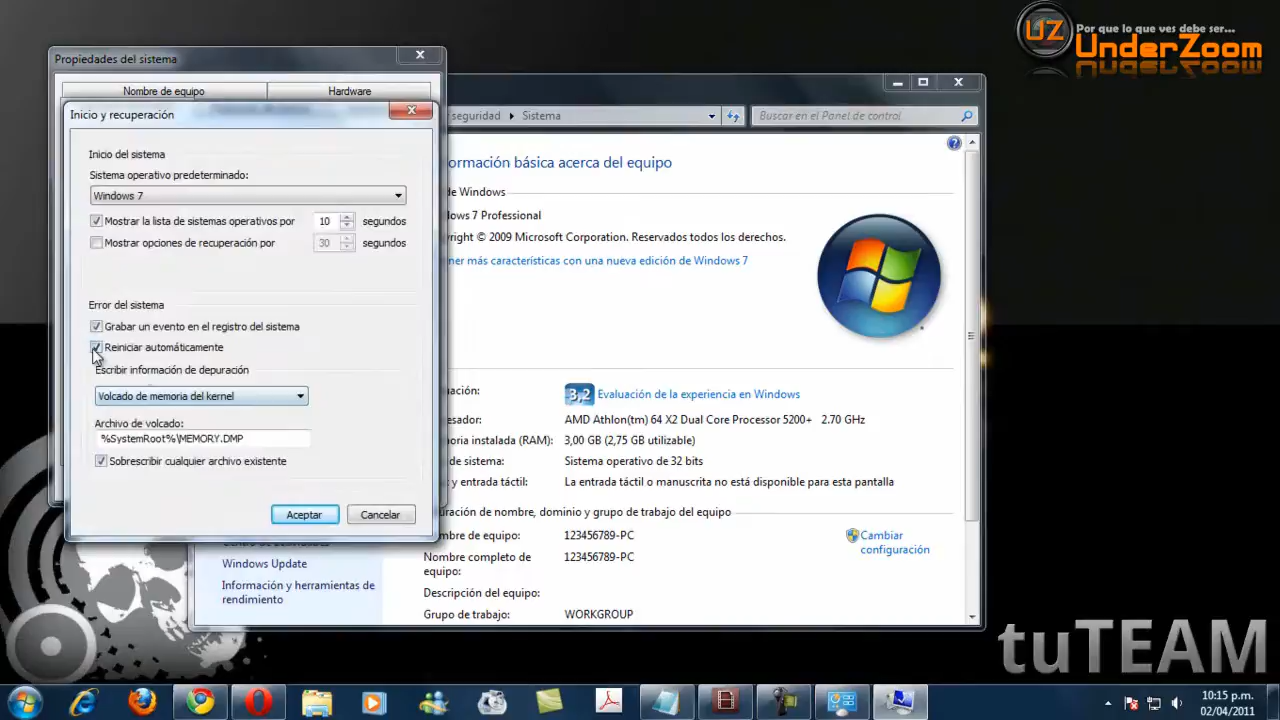 Por que lo que ves debe ser...
UZ UnderZoom
Propiedades del sistema
Nombre de equipo
Hardware
Inicio y recuperación
Inicio del sistema
Sistema operativo predeterminado:
Windows 7
Mostrar la lista de sistemas operativos por 10 segundos
Mostrar opciones de recuperación por 30 segundos
Error del sistema
Grabar un evento en el registro del sistema
Reiniciar automáticamente
Escribir información de depuración
Volcado de memoria del kernel
Archivo de volcado:
%SystemRoot%\MEMORY.DMP
Sobrescribir cualquier archivo existente
Aceptar
Cancelar
seguridad
Sistema
Buscar en el Panel de control
ormación básica acerca del equipo
de Windows
ows 7 Professional
right © 2009 Microsoft Corporation. Reservados todos los derechos.
ner más características con una nueva edición de Windows 7
ación:
3,2
Evaluación de la experiencia en Windows
esador:
AMD Athlon(tm) 64 X2 Dual Core Processor 5200+ 2.70 GHz
oria instalada (RAM):
3,00 GB (2,75 GB utilizable)
de sistema:
Sistema operativo de 32 bits
y entrada táctil:
La entrada táctil o manuscrita no está disponible para esta pantalla
uración de nombre, dominio y grupo de trabajo del equipo
mbre de equipo:
123456789-PC
Cambiar
configuración
Nombre completo de
equipo:
123456789-PC
Descripción del equipo:
Grupo de trabajo:
WORKGROUP
Windows Update
Información y herramientas de
rendimiento
tuTEAM
10:15 p.m.
02/04/2011